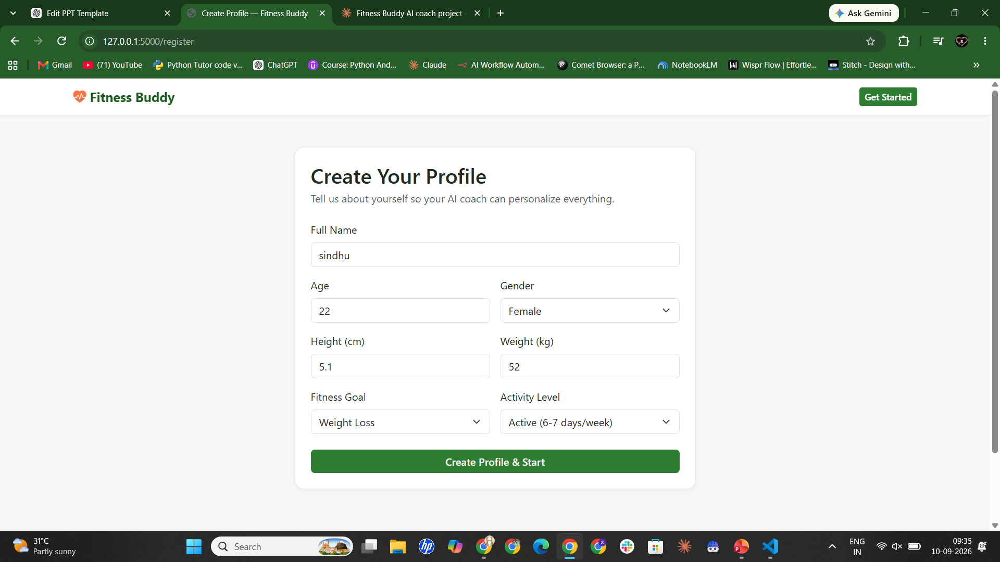 Edit PPT Template
Create Profile — Fitness Buddy
Fitness Buddy AI coach project -
Ask Gemini
127.0.0.1:5000/register
Gmail
(71) YouTube
Python Tutor code v...
ChatGPT
Course: Python And...
Claude
AI Workflow Autom...
Comet Browser: a P...
NotebookLM
Wispr Flow | Effortle...
Stitch - Design with...
Fitness Buddy
Get Started
Create Your Profile
Tell us about yourself so your AI coach can personalize everything.
Full Name
sindhu
Age
Gender
22
Female
Height (cm)
Weight (kg)
5.1
52
Fitness Goal
Activity Level
Weight Loss
Active (6-7 days/week)
Create Profile & Start
31°C
Partly sunny
Search
hp
ENG
IN
09:35
10-09-2026